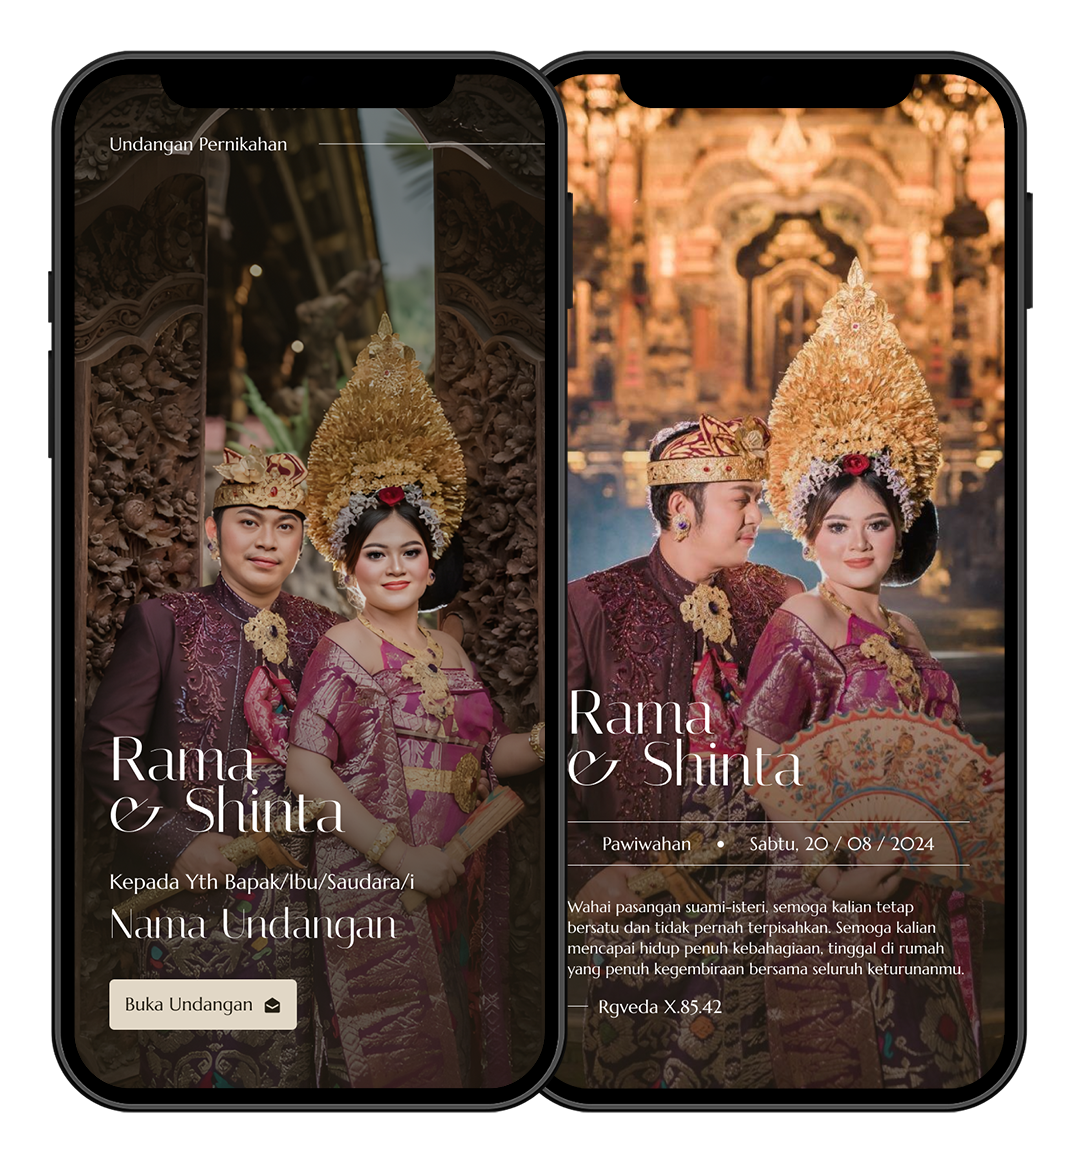 Undangan Pernikahan
Rama
& Shinta
Kepada Yth Bapak/Ibu/Saudara/i
Nama Undangan
Buka Undangan
Rama
& Shinta
Pawiwahan • Sabtu, 20 / 08 / 2024
Wahai pasangan suami-isteri, semoga kalian tetap
bersatu dan tidak pernah terpisahkan. Semoga kalian
mencapai hidup penuh kebahagiaan, tinggal di rumah
yang penuh kegembiraan bersama seluruh keturunanmu.
— Rgveda X.85.42